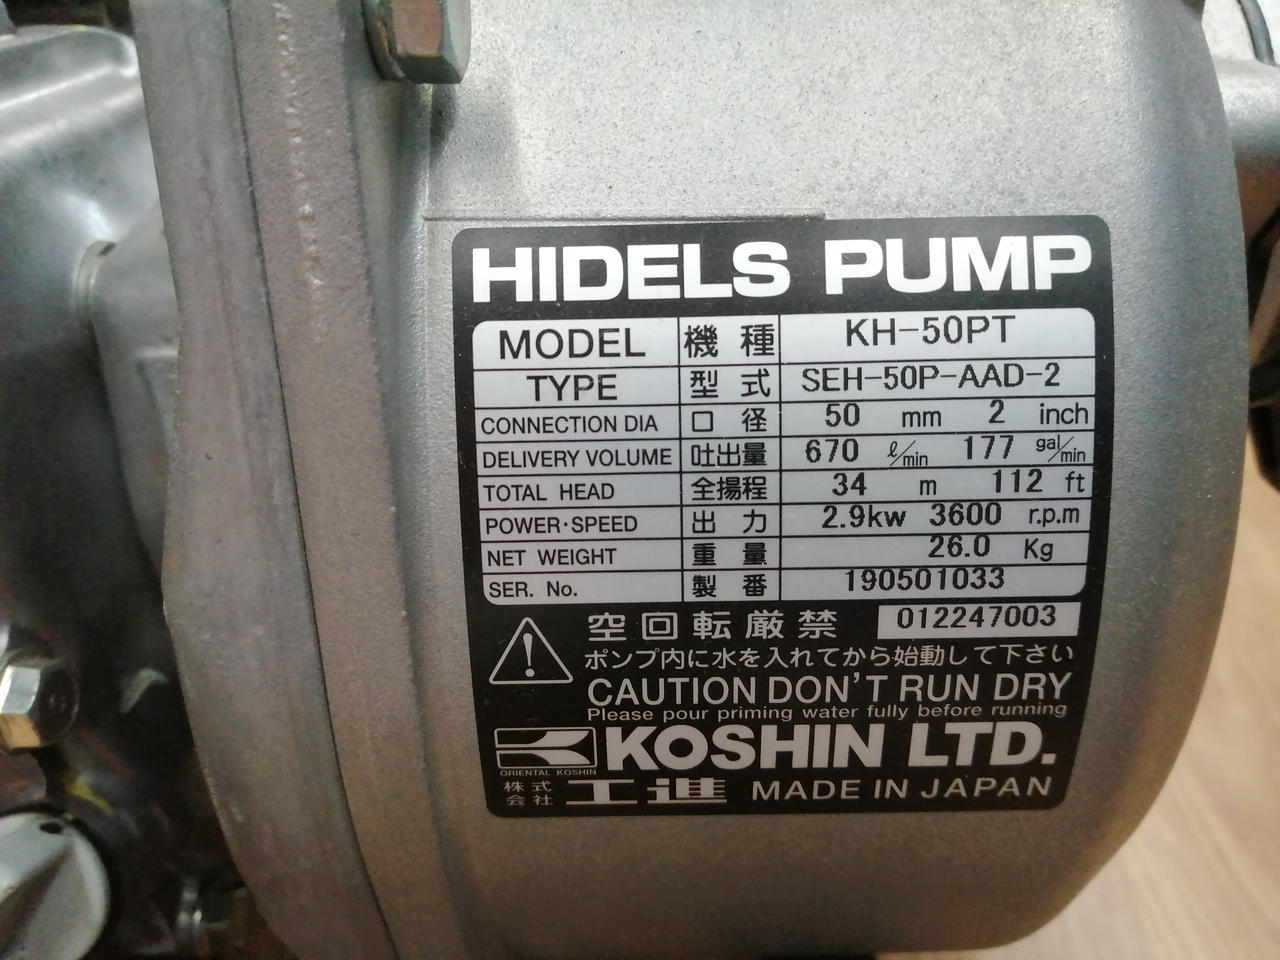 HIDELS PUMP
MODEL 機種 KH-50PT
TYPE 型式 SEH-50P-AAD-2
CONNECTION DIA 口径 50 mm 2 inch
DELIVERY VOLUME 吐出量 670 ℓ/min 177 gal/min
TOTAL HEAD 全揚程 34 m 112 ft
POWER·SPEED 出力 2.9kw 3600 r.p.m
NET WEIGHT 重量 26.0 Kg
SER. No. 製番 190501033
空回転厳禁 012247003
ポンプ内に水を入れてから始動して下さい
CAUTION DON'T RUN DRY
Please pour priming water fully before running
KOSHIN LTD.
ORIENTAL KOSHIN
株式会社 工進 MADE IN JAPAN